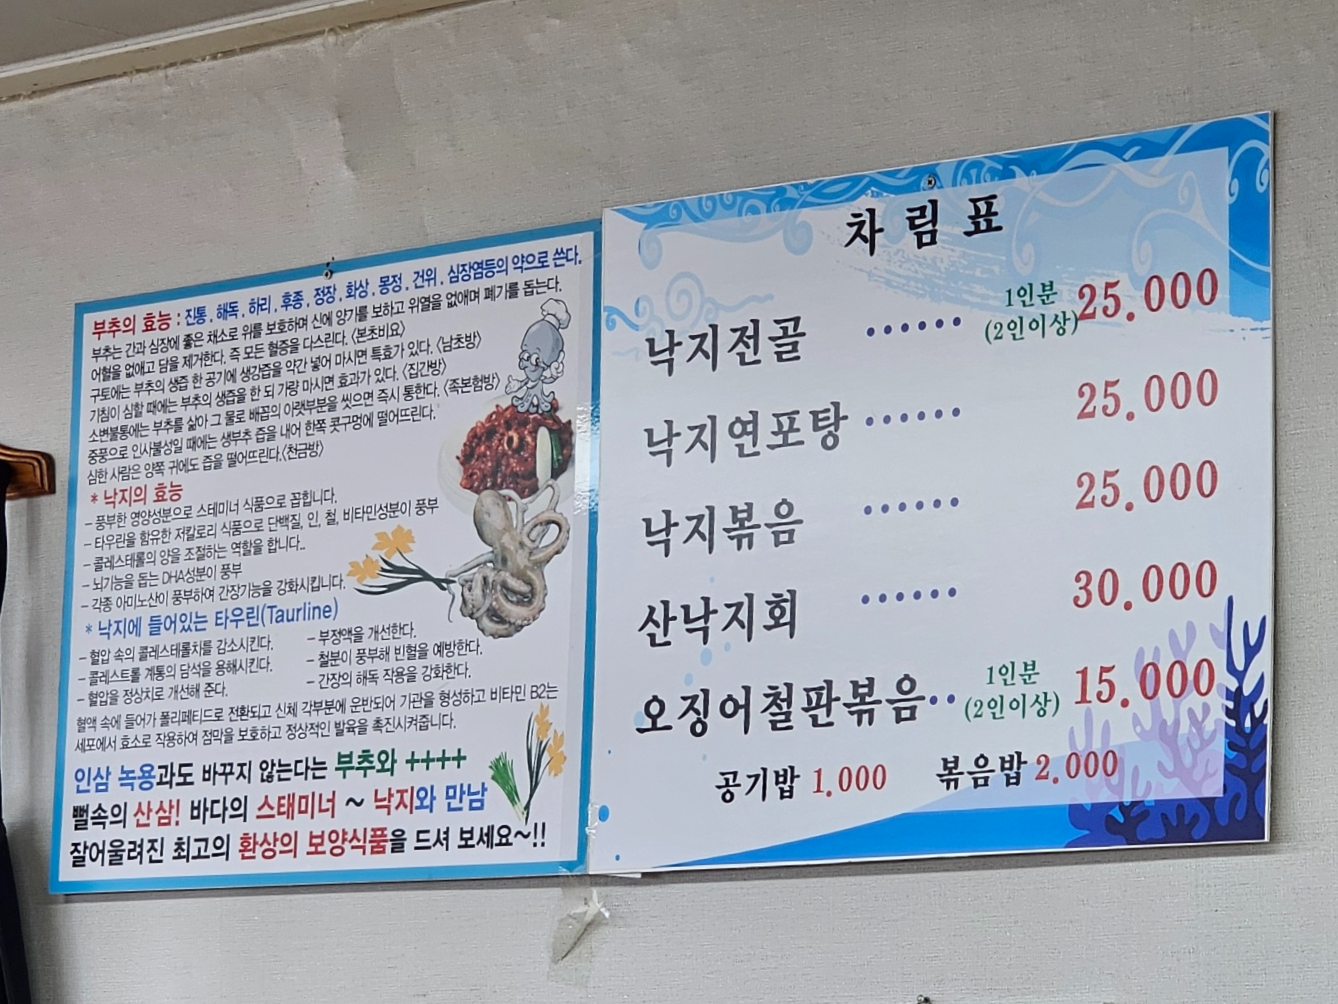 부추의 효능 : 진통 . 해독 . 하리 . 후종 . 정장 . 화상 . 몽정 . 건위 . 심장염등의 약으로 쓴다.
부추는 간과 심장에 좋은 채소로 위를 보호하며 신에 양기를 보하고 위열을 없애며 폐기를 돕는다.
어혈을 없애고 담을 제거한다. 즉 모든 혈증을 다스린다. <본초비요>
구토에는 부추의 생즙 한 공기에 생강즙을 약간 넣어 마시면 특효가 있다. <남초방>
기침이 심할 때에는 부추의 생즙을 한 되 가량 마시면 효과가 있다. <집간방>
소변불통에는 부추를 삶아 그 물로 배꼽의 아랫부분을 씻으면 즉시 통한다. <족본험방>
중풍으로 인사불성일 때에는 생부추 즙을 내어 한쪽 콧구멍에 떨어뜨린다.
심한 사람은 양쪽 귀에도 즙을 떨어뜨린다.<천금방>
* 낙지의 효능
- 풍부한 영양성분으로 스테미너 식품으로 꼽힙니다.
- 타우린을 함유한 저칼로리 식품으로 단백질, 인, 철, 비타민성분이 풍부
- 콜레스테롤의 양을 조절하는 역할을 합니다..
- 뇌기능을 돕는 DHA성분이 풍부
- 각종 아미노산이 풍부하여 간장기능을 강화시킵니다.
* 낙지에 들어있는 타우린(Taurline)
- 혈압 속의 콜레스테롤치를 감소시킨다.
- 콜레스트롤 계통의 담석을 용해시킨다.
- 혈압을 정상치로 개선해 준다.
- 부정맥을 개선한다.
- 철분이 풍부해 빈혈을 예방한다.
- 간장의 해독 작용을 강화한다.
혈액 속에 들어가 폴리페티드로 전환되고 신체 각부분에 운반되어 기관을 형성하고 비타민 B2는
세포에서 효소로 작용하여 점막을 보호하고 정상적인 발육을 촉진시켜줍니다.
인삼 녹용과도 바꾸지 않는다는 부추와 ++++
뻘속의 산삼! 바다의 스태미너 ~ 낙지와 만남
잘어울려진 최고의 환상의 보양식품을 드셔 보세요~!!
차 림 표
낙지전골 ······ 1인분 (2인이상) 25.000
낙지연포탕 ······ 25.000
낙지볶음 ······ 25.000
산낙지회 ······ 30.000
오징어철판볶음·· 1인분 (2인이상) 15.000
공기밥 1.000 볶음밥 2.000